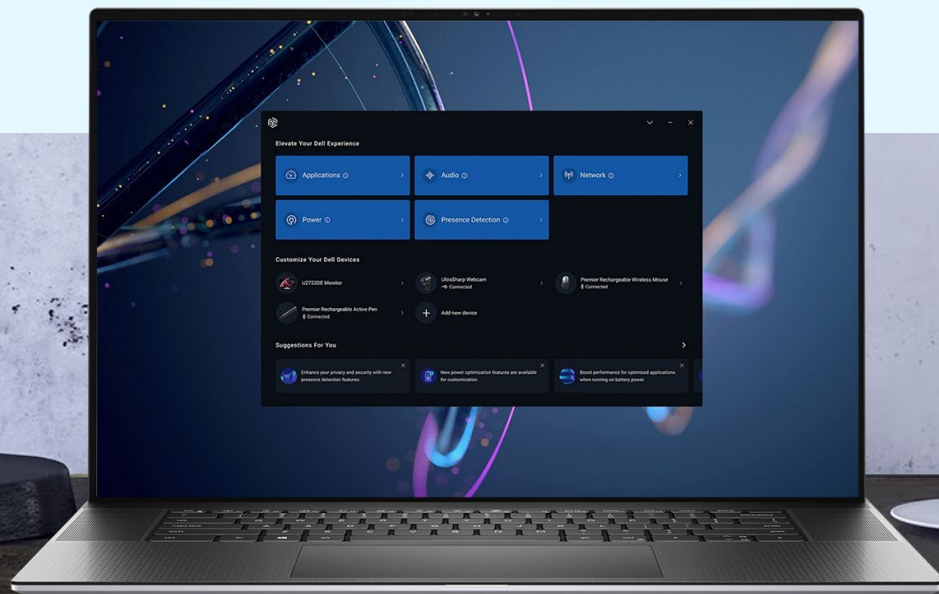 Elevate Your Dell Experience
Applications
Audio
Network
Power
Presence Detection
Customize Your Dell Devices
U2722DE Monitor
UltraSharp Webcam
Connected
Premier Rechargeable Wireless Mouse
Connected
Premier Rechargeable Active Pen
Connected
Add new device
Suggestions For You
Enhance your privacy and security with new
presence detection features.
New power optimization features are available
for customization.
Boost performance for optimized applications
when running on battery power.